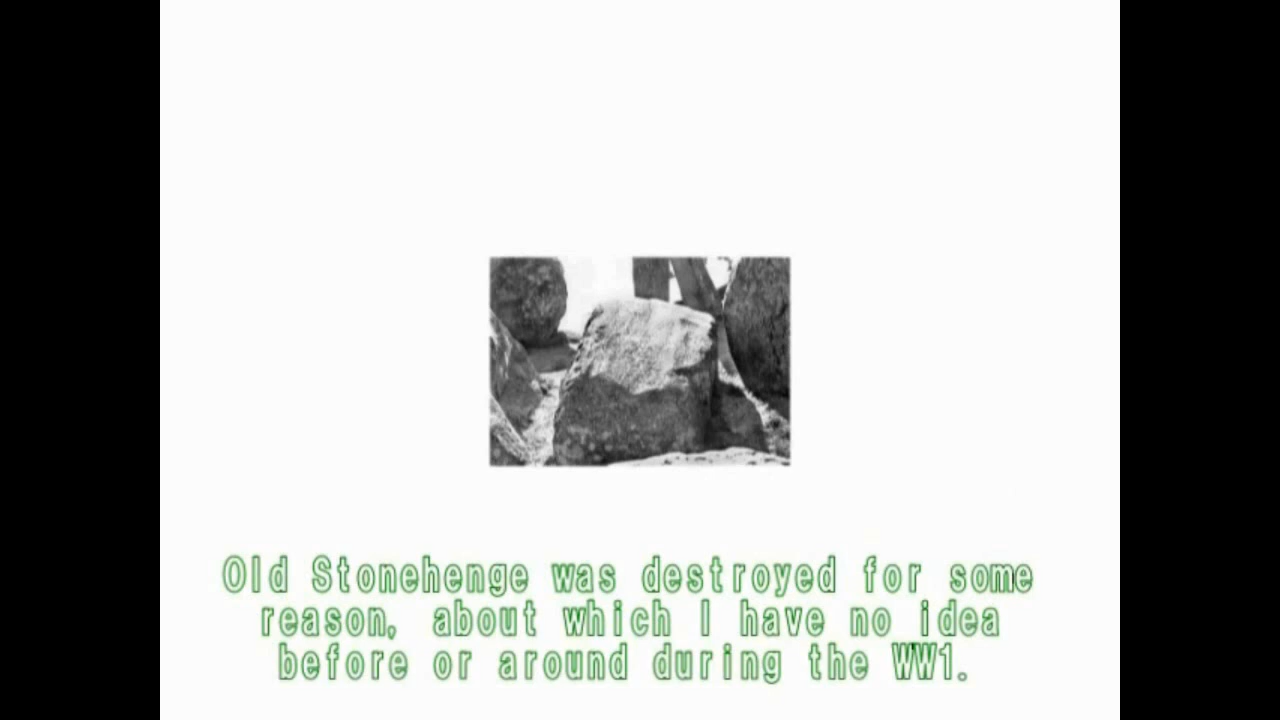 Old Stonehenge was destroyed for some
reason, about which I have no idea
before or around during the WW1.